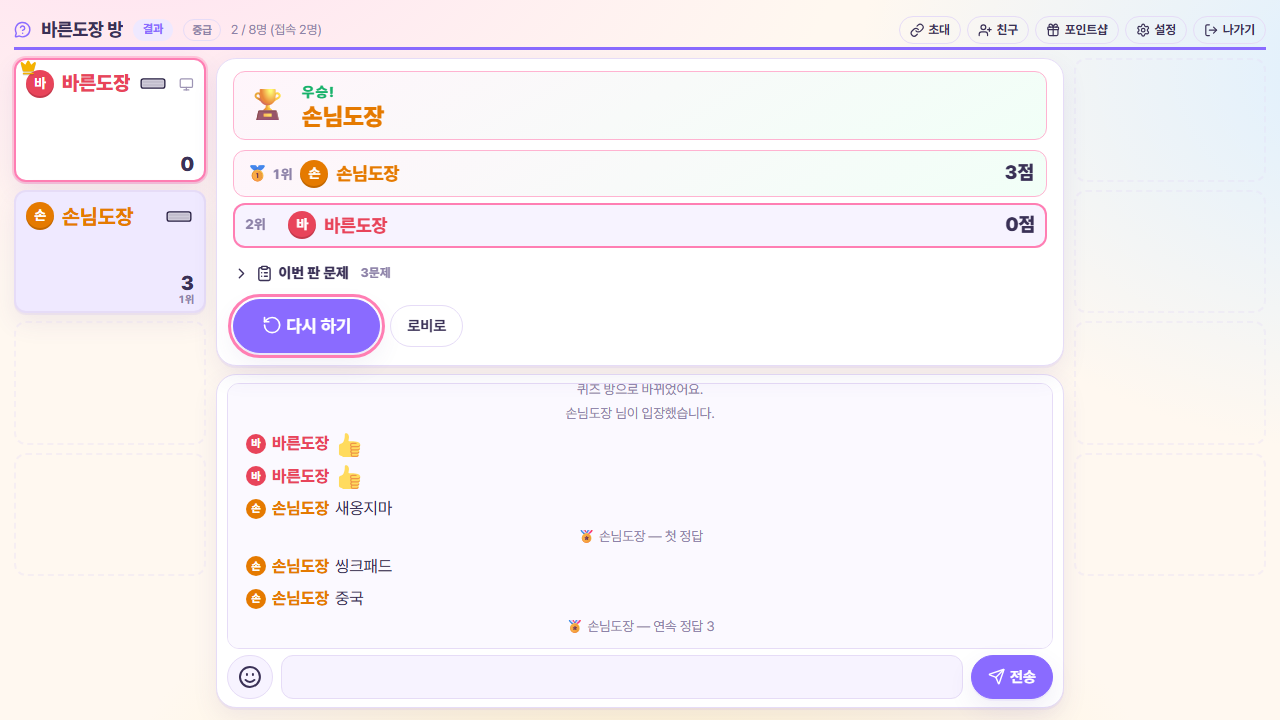 바른도장 방 결과 중급 2 / 8명 (접속 2명) 초대 친구 포인트샵 설정 나가기
바 바른도장
0
손 손님도장
3
1위
우승!
손님도장
1 1위 손 손님도장 3점
2위 바 바른도장 0점
이번 판 문제 3문제
다시 하기 로비로
퀴즈 방으로 바뀌었어요.
손님도장 님이 입장했습니다.
바 바른도장
바 바른도장
손 손님도장 새옹지마
손님도장 — 첫 정답
손 손님도장 씽크패드
손 손님도장 중국
손님도장 — 연속 정답 3
전송